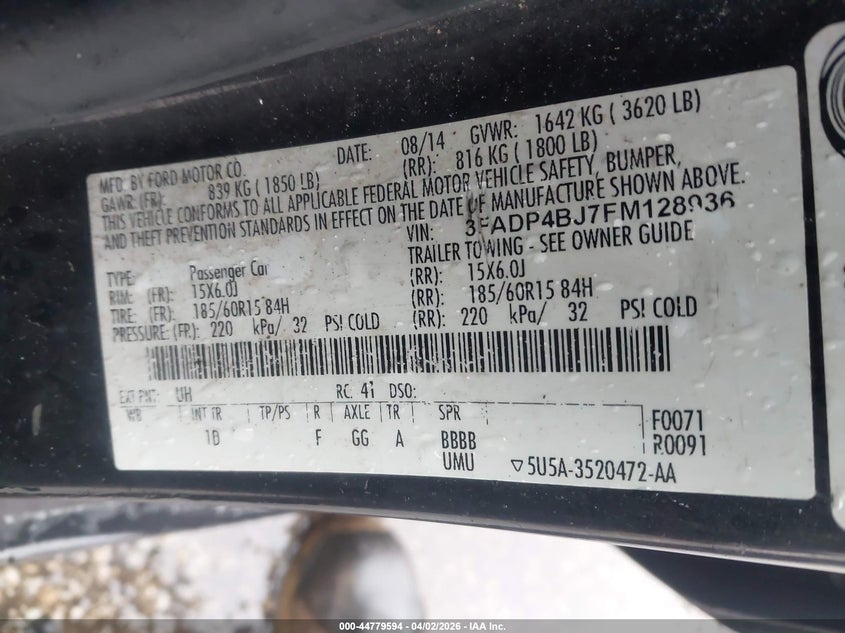 MFD. BY FORD MOTOR CO. DATE: 08/14 GVWR: 1642 KG ( 3620 LB)
GAWR: (FR): 839 KG ( 1850 LB) (RR): 816 KG ( 1800 LB)
THIS VEHICLE CONFORMS TO ALL APPLICABLE FEDERAL MOTOR VEHICLE SAFETY, BUMPER,
AND THEFT PREVENTION STANDARDS IN EFFECT ON THE DATE OF MANUFACTURE SHOWN ABOVE.
VIN: 3FADP4BJ7FM128936
TYPE: Passenger Car TRAILER TOWING - SEE OWNER GUIDE
RIM: (FR): 15X6.0J (RR): 15X6.0J
TIRE: (FR): 185/60R15 84H (RR): 185/60R15 84H
PRESSURE: (FR): 220 kPa/ 32 PSI COLD (RR): 220 kPa/ 32 PSI COLD
EXT PNT: UH RC: 41 DSO:
WB INT TR TP/PS R AXLE TR SPR F0071
1B F GG A BBBB R0091
UMU ▽5U5A-3520472-AA
000-44779594 - 04/02/2026 - IAA Inc.